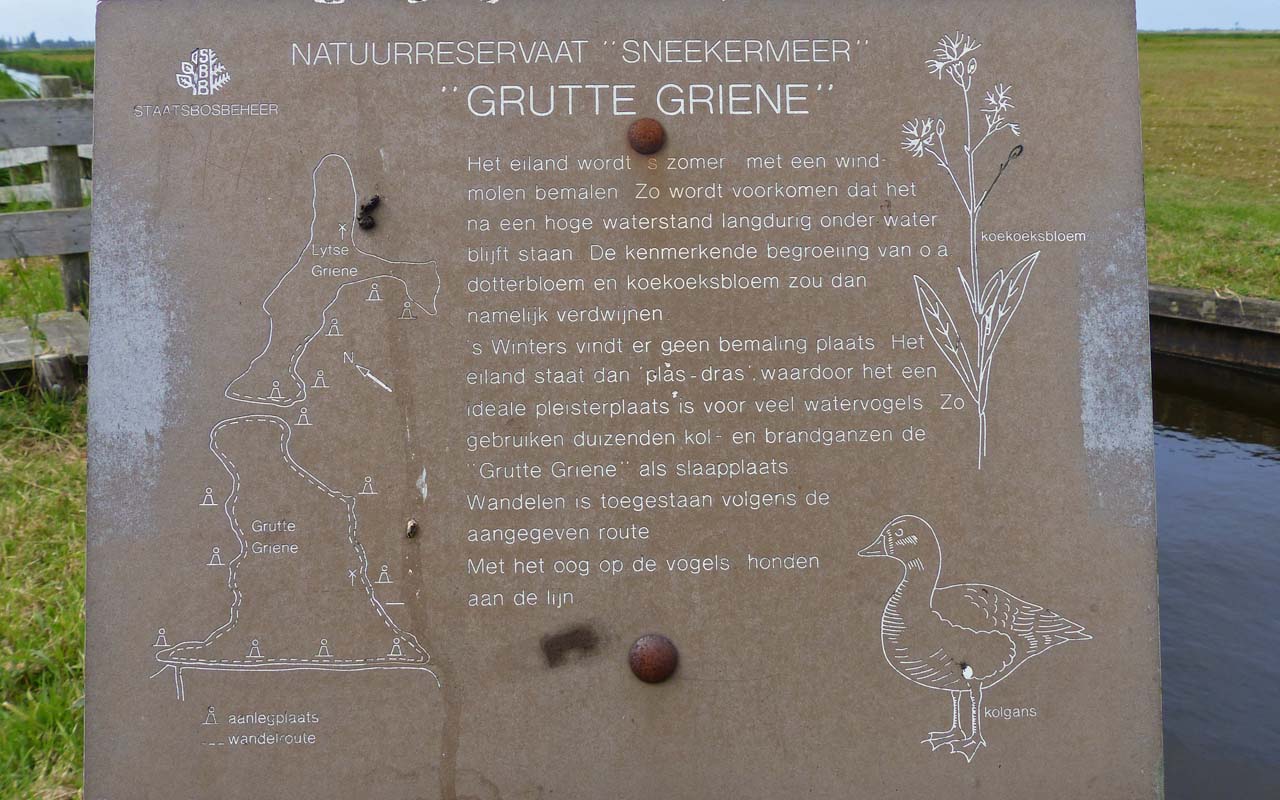 SBB
STAATSBOSBEHEER
NATUURRESERVAAT "SNEEKERMEER"
"GRUTTE GRIENE"
Het eiland wordt 's zomer met een wind-
molen bemalen Zo wordt voorkomen dat het
na een hoge waterstand langdurig onder water
blijft staan De kenmerkende begroeiing van o a
dotterbloem en koekoeksbloem zou dan
namelijk verdwijnen.
's Winters vindt er geen bemaling plaats. Het
eiland staat dan 'plas-dras', waardoor het een
ideale pleisterplaats is voor veel watervogels Zo
gebruiken duizenden kol- en brandganzen de
"Grutte Griene" als slaapplaats.
Wandelen is toegestaan volgens de
aangegeven route
Met het oog op de vogels honden
aan de lijn
Lytse
Griene
N
Grutte
Griene
aanlegplaats
wandelroute
koekoeksbloem
kolgans